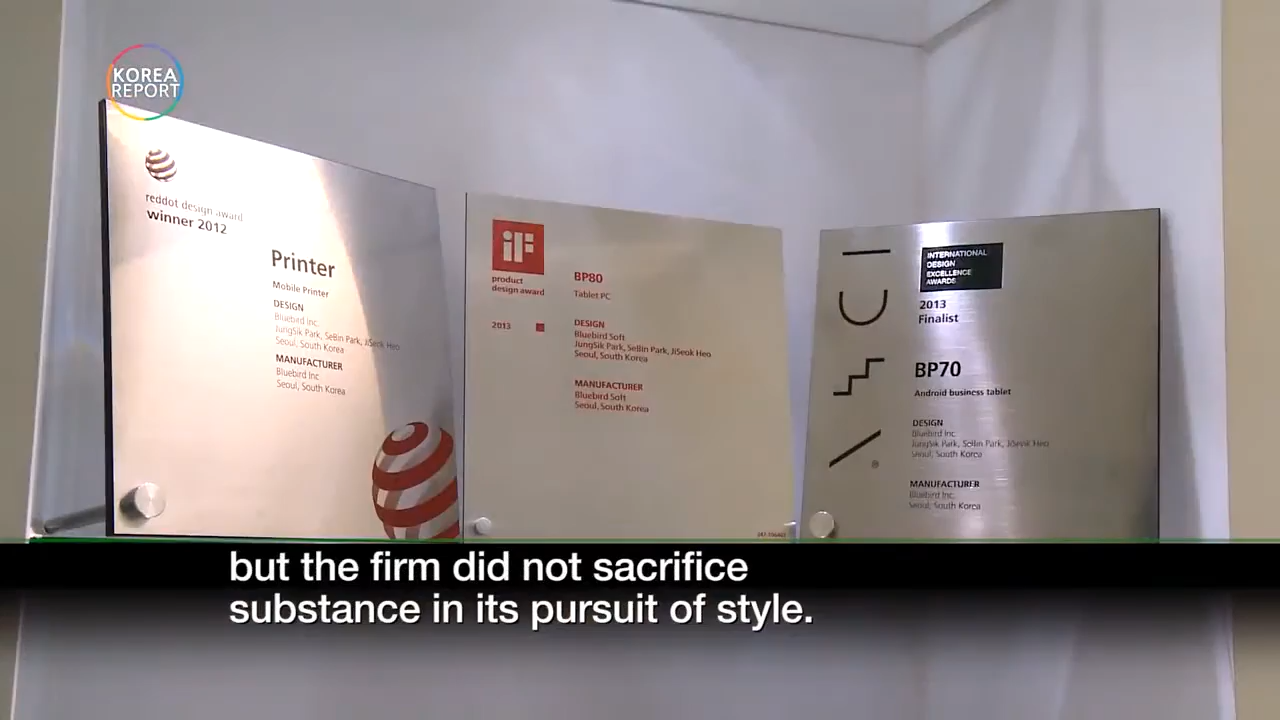 KOREA
REPORT
reddot design award
winner 2012
Printer
Mobile Printer
DESIGN
Bluebird Inc.
JungSik Park, SeBin Park, JiSeok Heo
Seoul, South Korea
MANUFACTURER
Bluebird Inc
Seoul, South Korea
iF
product
design award
2013
BP80
Tablet PC
DESIGN
Bluebird Soft
JungSik Park, SeBin Park, JiSeok Heo
Seoul, South Korea
MANUFACTURER
Bluebird Soft
Seoul, South Korea
INTERNATIONAL
DESIGN
EXCELLENCE
AWARDS
2013
Finalist
BP70
Android business tablet
DESIGN
Bluebird Inc.
JungSik Park, SeBin Park, JiSeok Heo
Seoul, South Korea
MANUFACTURER
Bluebird Inc.
Seoul, South Korea
but the firm did not sacrifice
substance in its pursuit of style.